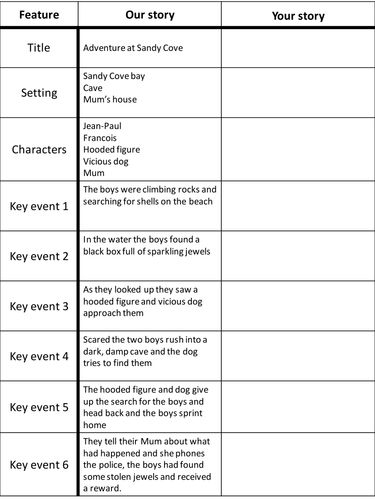 Feature Our story Your story
Title Adventure at Sandy Cove
Setting
Sandy Cove bay
Cave
Mum's house
Characters
Jean-Paul
Francois
Hooded figure
Vicious dog
Mum
Key event 1
The boys were climbing rocks and
searching for shells on the beach
Key event 2
In the water the boys found a
black box full of sparkling jewels
Key event 3
As they looked up they saw a
hooded figure and vicious dog
approach them
Key event 4
Scared the two boys rush into a
dark, damp cave and the dog
tries to find them
Key event 5
The hooded figure and dog give
up the search for the boys and
head back and the boys sprint
home
Key event 6
They tell their Mum about what
had happened and she phones
the police, the boys had found
some stolen jewels and received
a reward.